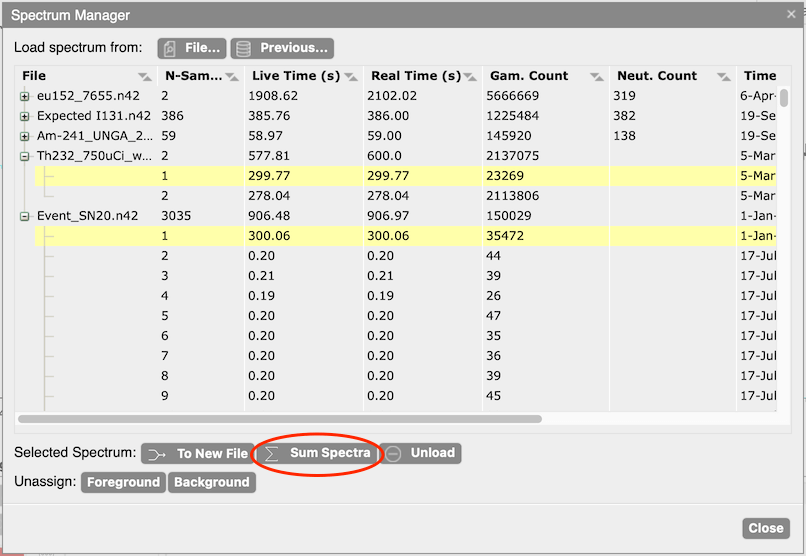 Spectrum Manager ×
Load spectrum from: File... Previous...
File N-Sam... Live Time (s) Real Time (s) Gam. Count Neut. Count Time
eu152_7655.n42 2 1908.62 2102.02 5666669 319 6-Apr-
Expected I131.n42 386 385.76 386.00 1225484 382 19-Se
Am-241_UNGA_2... 59 58.97 59.00 145920 138 19-Se
Th232_750uCi_w... 2 577.81 600.0 2137075 5-Mar
1 299.77 299.77 23269 5-Mar
2 278.04 278.04 2113806 5-Mar
Event_SN20.n42 3035 906.48 906.97 150029 1-Jan-
1 300.06 300.06 35472 1-Jan-
2 0.20 0.20 44 17-Jul
3 0.21 0.21 39 17-Jul
4 0.19 0.19 26 17-Jul
5 0.20 0.20 47 17-Jul
6 0.20 0.20 35 17-Jul
7 0.20 0.20 36 17-Jul
8 0.20 0.20 39 17-Jul
9 0.20 0.20 45 17-Jul
Selected Spectrum: To New File Sum Spectra Unload
Unassign: Foreground Background
Close